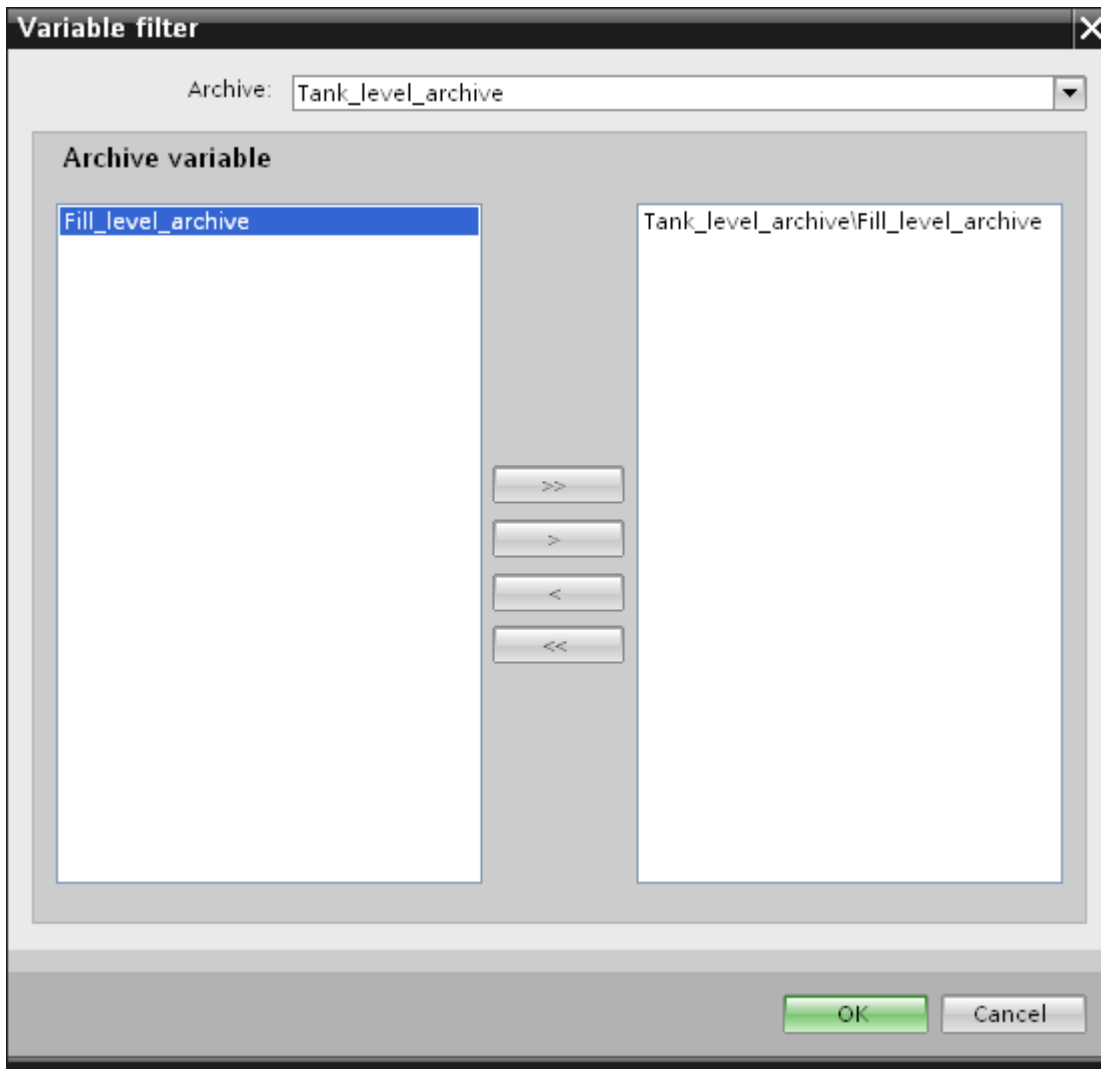 Variable filter
Archive: Tank_level_archive
Archive variable
Fill_level_archive
Tank_level_archive\Fill_level_archive
>>
>
<
<<
OK Cancel